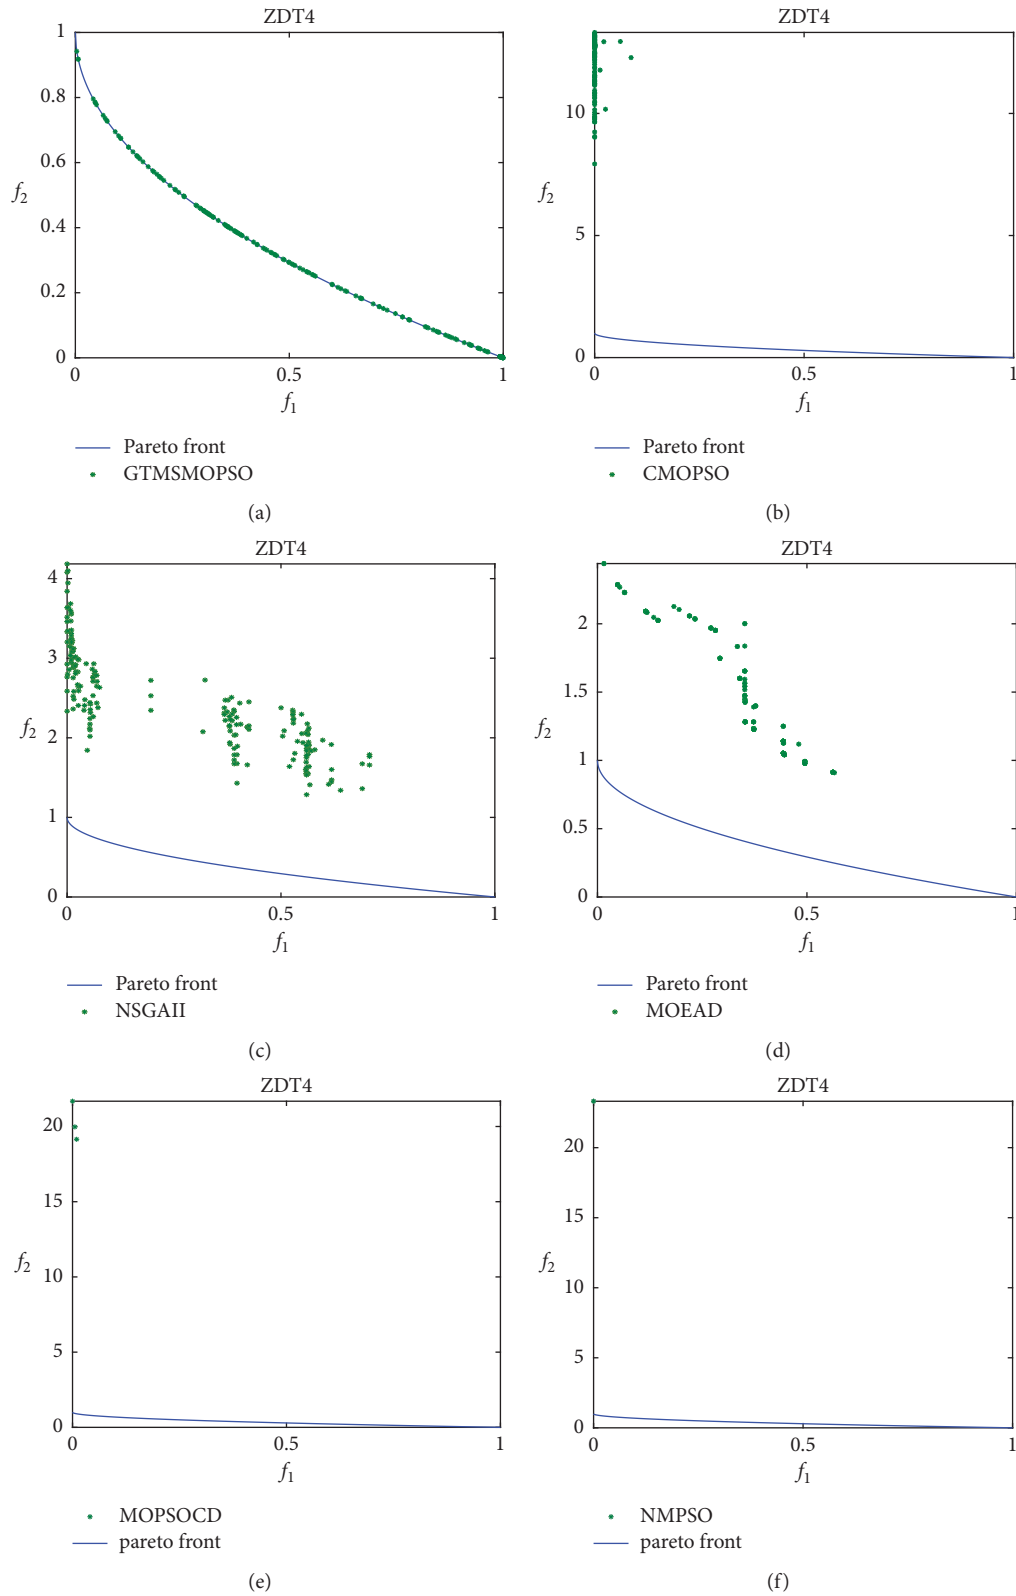 ZDT4
1
0.8
0.6
f2
0.4
0.2
0
0 0.5 1
f1
Pareto front
GTMSMOPSO
(a)
ZDT4
10
f2
5
0
0 0.5 1
f1
Pareto front
CMOPSO
(b)
ZDT4
4
3
f2
2
1
0
0 0.5 1
f1
Pareto front
NSGAII
(c)
ZDT4
2
1.5
f2
1
0.5
0
0 0.5 1
f1
Pareto front
MOEAD
(d)
ZDT4
20
15
f2
10
5
0
0 0.5 1
f1
MOPSOCD
pareto front
(e)
ZDT4
20
15
f2
10
5
0
0 0.5 1
f1
NMPSO
pareto front
(f)